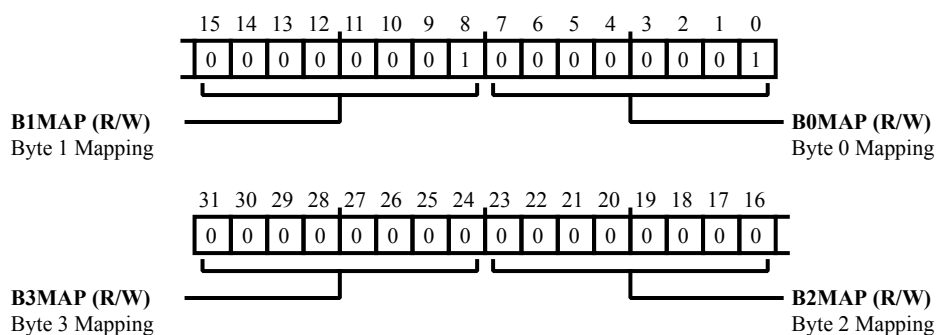 15 14 13 12 11 10 9 8 7 6 5 4 3 2 1 0
0 0 0 0 0 0 0 1 0 0 0 0 0 0 0 1
B1MAP (R/W)
Byte 1 Mapping
B0MAP (R/W)
Byte 0 Mapping
31 30 29 28 27 26 25 24 23 22 21 20 19 18 17 16
0 0 0 0 0 0 0 0 0 0 0 0 0 0 0 0
B3MAP (R/W)
Byte 3 Mapping
B2MAP (R/W)
Byte 2 Mapping